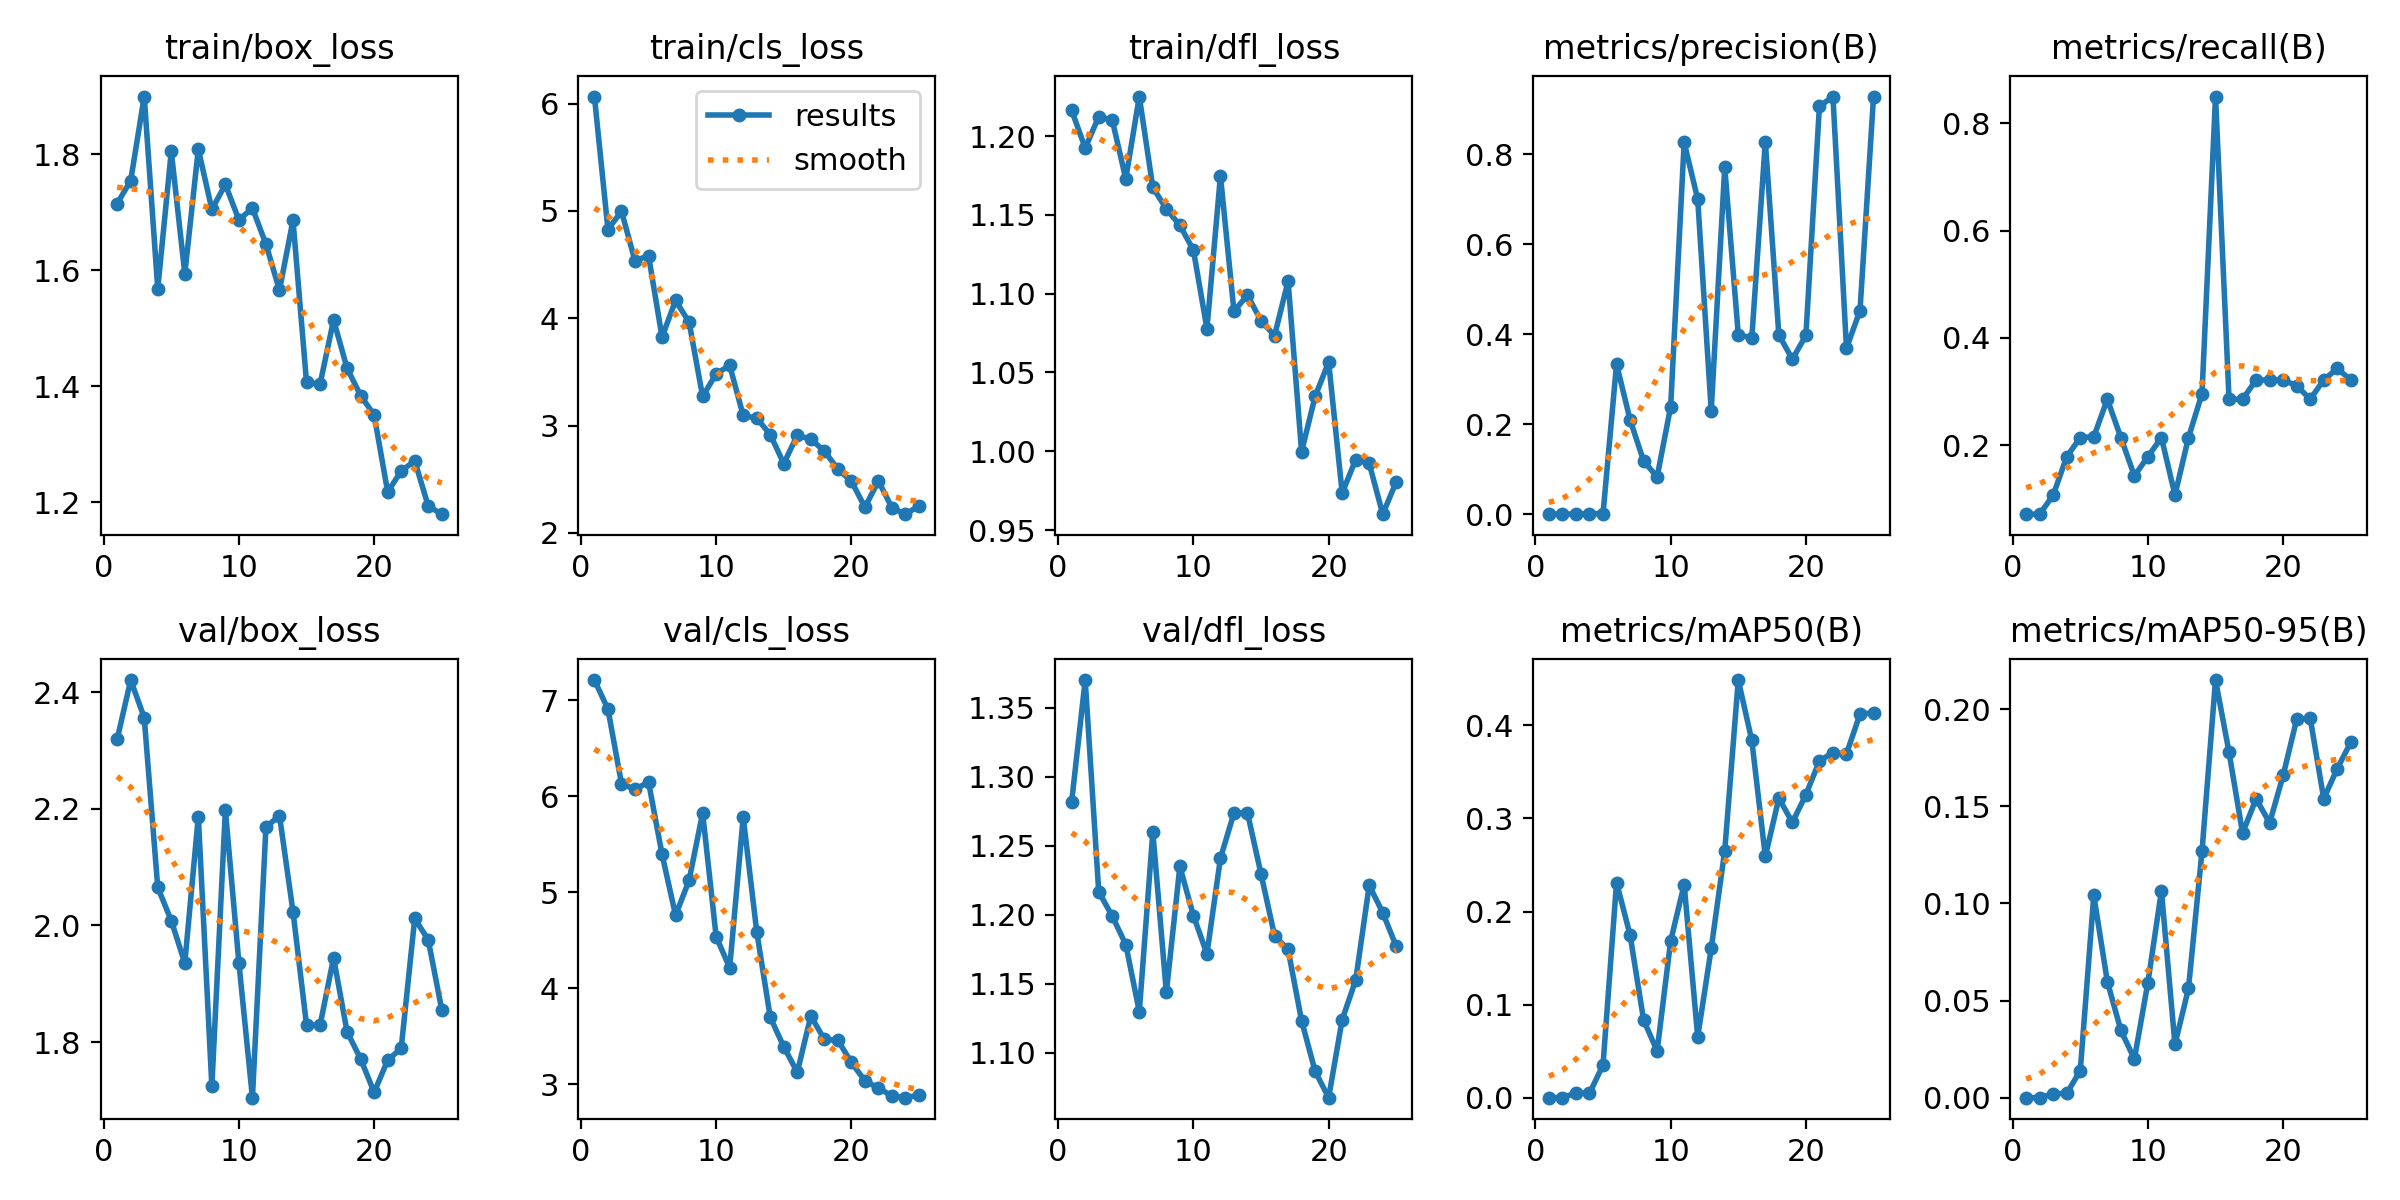 train/box_loss
train/cls_loss
train/dfl_loss
metrics/precision(B)
metrics/recall(B)
1.8
1.6
1.4
1.2
0 10 20
results
smooth
6
5
4
3
2
0 10 20
1.20
1.15
1.10
1.05
1.00
0.95
0 10 20
0.8
0.6
0.4
0.2
0.0
0 10 20
0.8
0.6
0.4
0.2
0 10 20
val/box_loss
val/cls_loss
val/dfl_loss
metrics/mAP50(B)
metrics/mAP50-95(B)
2.4
2.2
2.0
1.8
0 10 20
7
6
5
4
3
0 10 20
1.35
1.30
1.25
1.20
1.15
1.10
0 10 20
0.4
0.3
0.2
0.1
0.0
0 10 20
0.20
0.15
0.10
0.05
0.00
0 10 20